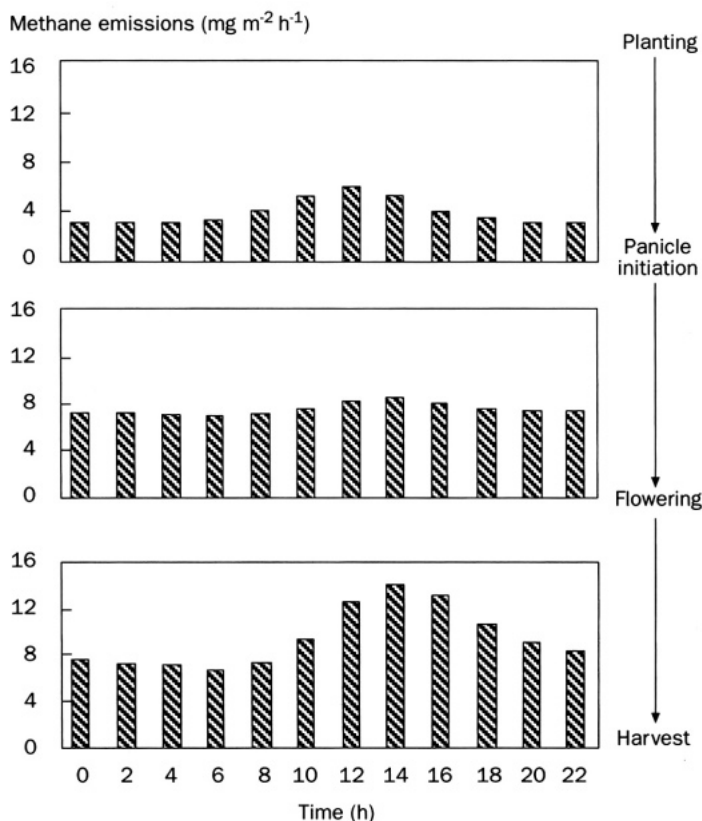 Methane emissions (mg m-2 h-1)
Planting
16
12
8
4
0
Panicle
initiation
16
12
8
4
0
Flowering
16
12
8
4
0
Harvest
0 2 4 6 8 10 12 14 16 18 20 22
Time (h)